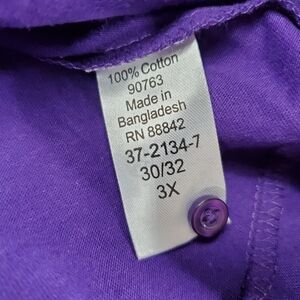 100% Cotton
90763
Made in
Bangladesh
RN 88842
37-2134-7
30/32
3X